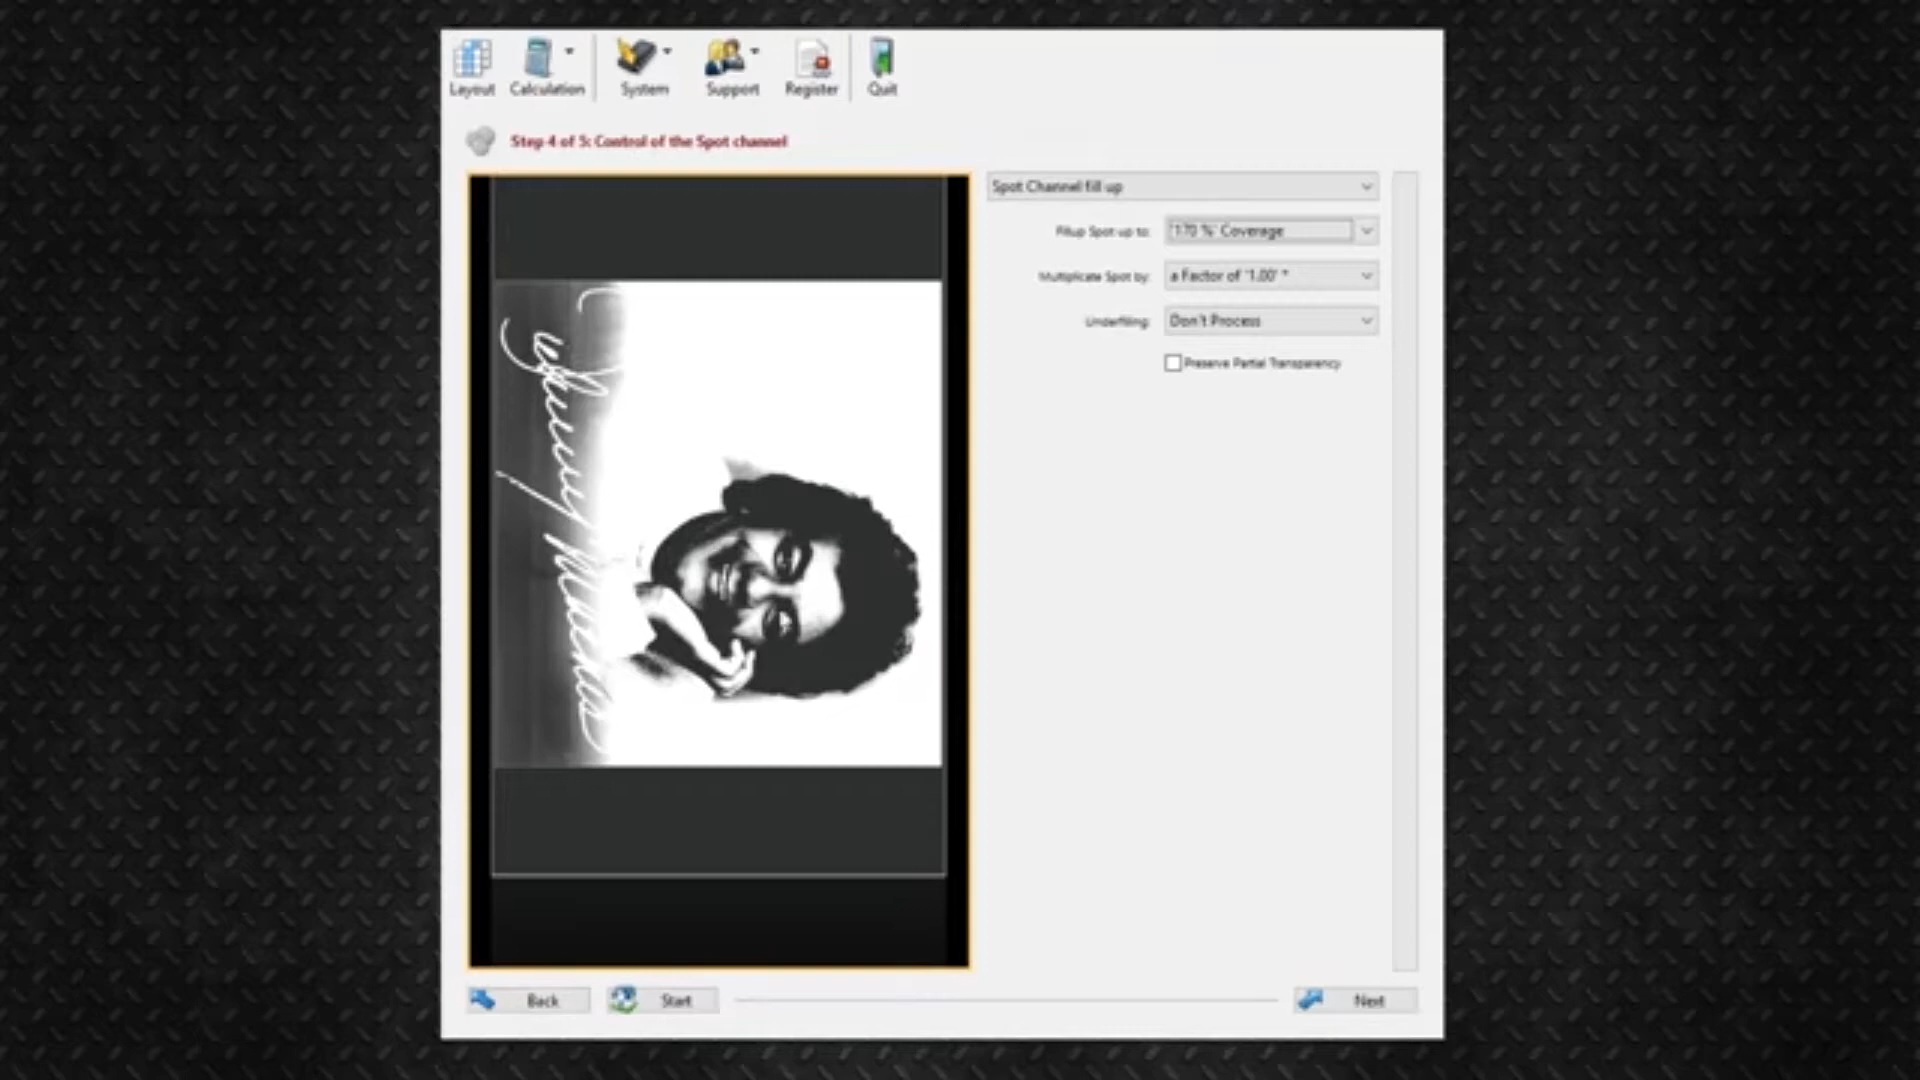 Layout
Calculation
System
Support
Register
Quit
Step 4 of 5: Control of the Spot channel
Spot Channel fill up
Fillup Spot up to:
'170 %' Coverage
Multiplicate Spot by:
a Factor of '1.00' *
Underfilling:
Don't Process
Preserve Partial Transparency
Back
Start
Next